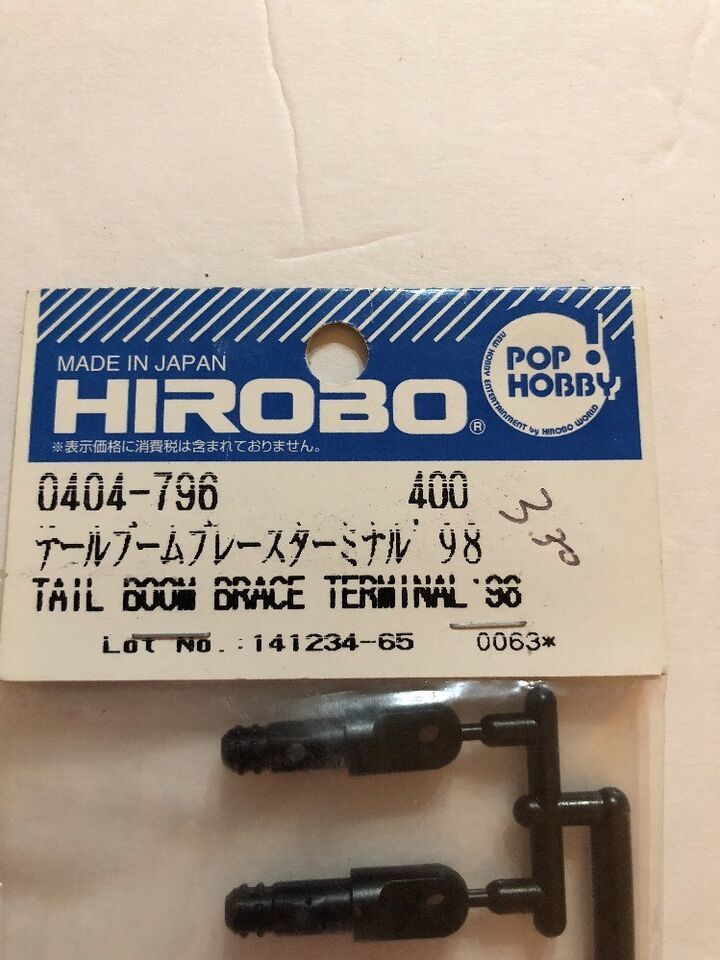 MADE IN JAPAN
HIROBO®
※表示価格に消費税は含まれておりません。
POP!
HOBBY
NEW HOBBY ENTERTAINMENT by HIROBO WORLD
0404-796 400
3.30
テールブームブレースターミナル'98
TAIL BOOM BRACE TERMINAL '98
Lot No.:141234-65 0063*